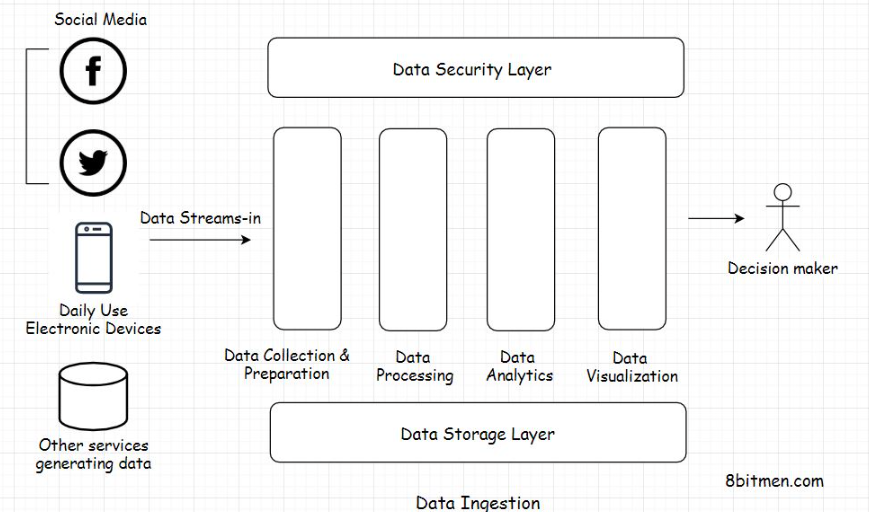 Social Media
Data Security Layer
Data Streams-in
Decision maker
Daily Use
Electronic Devices
Data Collection &
Preparation
Data
Processing
Data
Analytics
Data
Visualization
Other services
generating data
Data Storage Layer
8bitmen.com
Data Ingestion